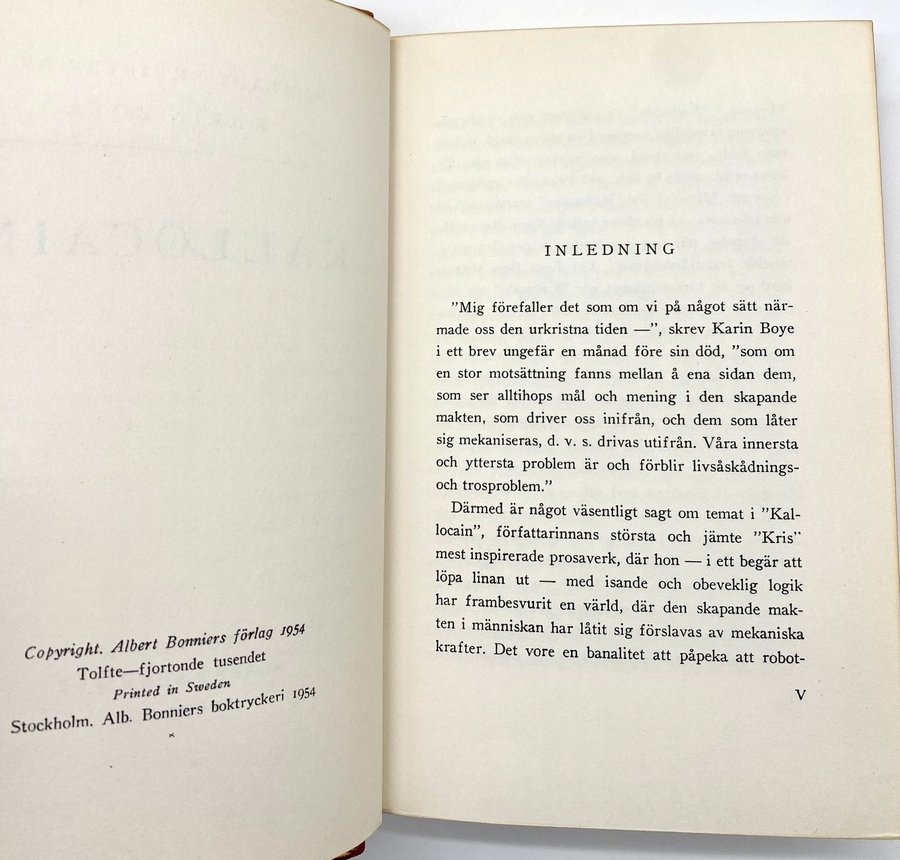 Copyright. Albert Bonniers förlag 1954
Tolfte—fjortonde tusendet
Printed in Sweden
Stockholm. Alb. Bonniers boktryckeri 1954
INLEDNING
”Mig förefaller det som om vi på något sätt när-
made oss den urkristna tiden —”, skrev Karin Boye
i ett brev ungefär en månad före sin död, ”som om
en stor motsättning fanns mellan å ena sidan dem,
som ser alltihops mål och mening i den skapande
makten, som driver oss inifrån, och dem som låter
sig mekaniseras, d. v. s. drivas utifrån. Våra innersta
och yttersta problem är och förblir livsåskådnings-
och trosproblem.”
Därmed är något väsentligt sagt om temat i ”Kal-
locain”, författarinnans största och jämte ”Kris”
mest inspirerade prosaverk, där hon — i ett begär att
löpa linan ut — med isande och obeveklig logik
har frambesvurit en värld, där den skapande mak-
ten i människan har låtit sig förslavas av mekaniska
krafter. Det vore en banalitet att påpeka att robot-
V